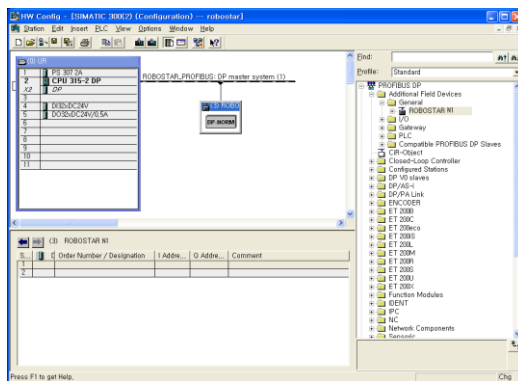 HW Config - [SIMATIC 300(2) (Configuration) -- robostar]
Station Edit Insert PLC View Options Window Help
(0) UR
1 PS 307 2A
2 CPU 315-2 DP
X2 DP
3
4 DI32xDC24V
5 DO32xDC24V/0,5A
6
7
8
9
10
11
ROBOSTAR_PROFIBUS: DP master system (1)
(3) ROBO
DP-NORM
Find:
Profile: Standard
PROFIBUS DP
Additional Field Devices
General
ROBOSTAR N1
I/O
Gateway
PLC
Compatible PROFIBUS DP Slaves
CiR-Object
Closed-Loop Controller
Configured Stations
DP V0 slaves
DP/AS-i
DP/PA Link
ENCODER
ET 200B
ET 200C
ET 200eco
ET 200iS
ET 200L
ET 200M
ET 200R
ET 200S
ET 200U
ET 200X
Function Modules
IDENT
IPC
NC
Network Components
Sensoric
(3) ROBOSTAR N1
S... Order Number / Designation I Addre... O Addre... Comment
1
2
Press F1 to get Help.
Chg